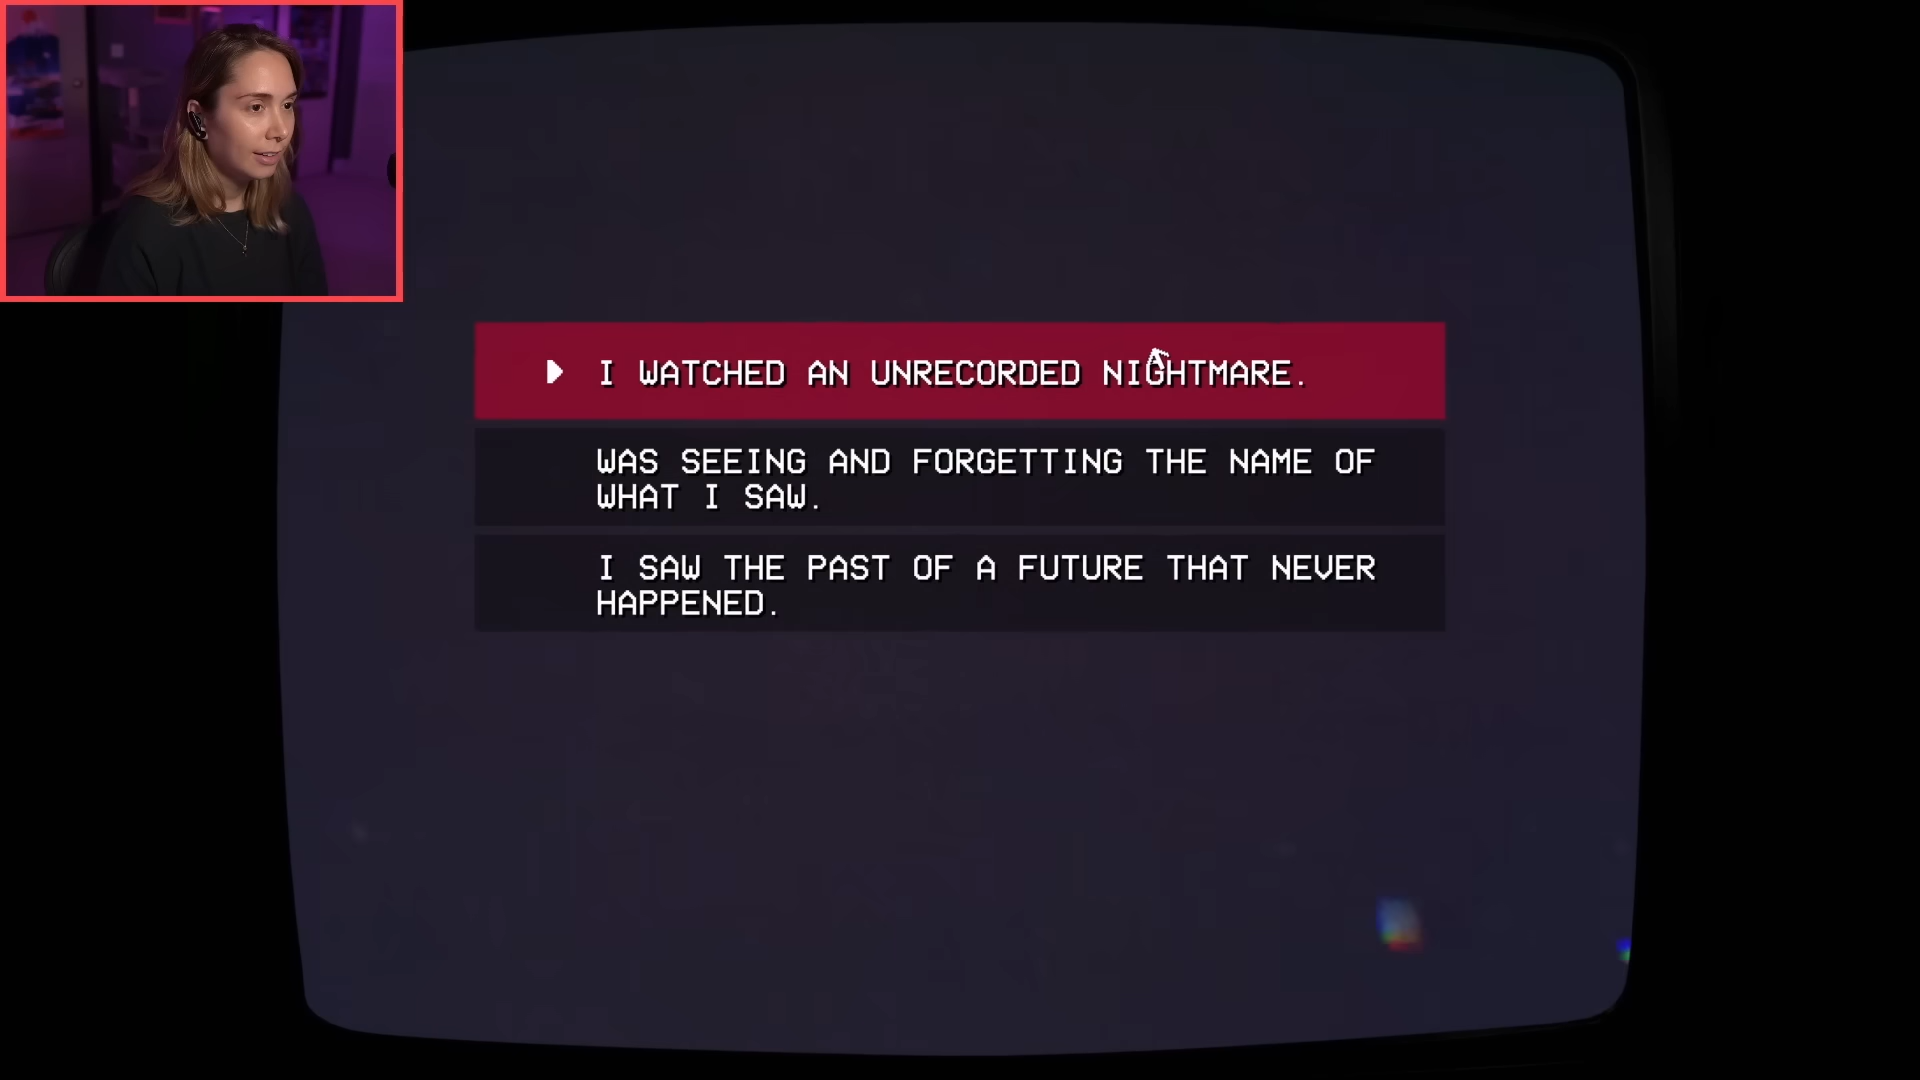 I WATCHED AN UNRECORDED NIGHTMARE.
WAS SEEING AND FORGETTING THE NAME OF
WHAT I SAW.
I SAW THE PAST OF A FUTURE THAT NEVER
HAPPENED.